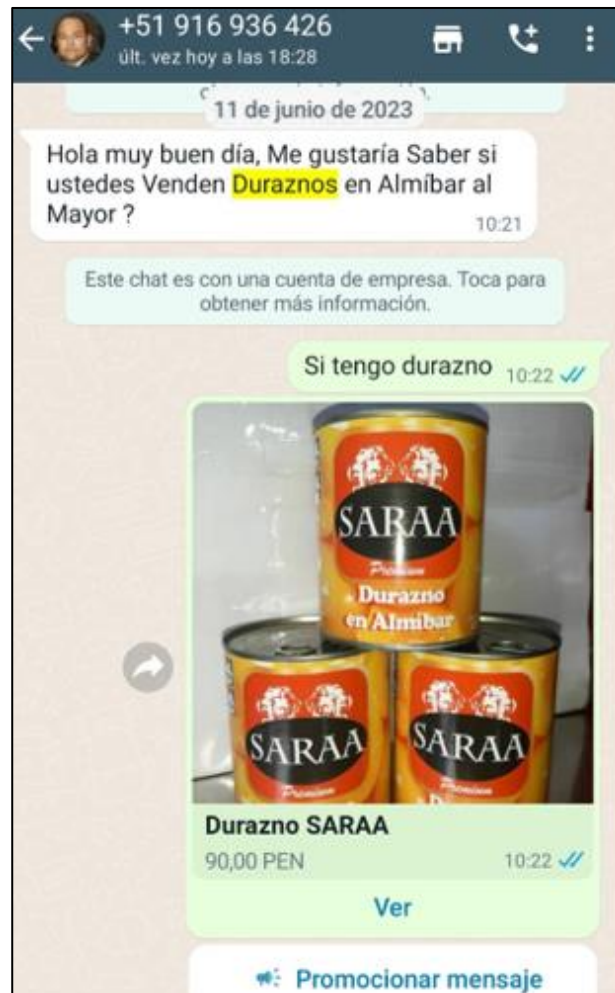 +51 916 936 426
últ. vez hoy a las 18:28
11 de junio de 2023
Hola muy buen día, Me gustaría Saber si
ustedes Venden Duraznos en Almíbar al
Mayor ?
10:21
Este chat es con una cuenta de empresa. Toca para
obtener más información.
Si tengo durazno 10:22
SARAA
Premium
Durazno
en Almibar
SARAA
Premium
SARAA
Premium
Durazno SARAA
90,00 PEN 10:22
Ver
Promocionar mensaje